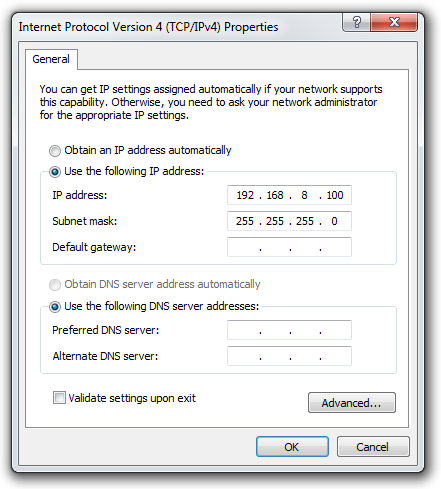 Internet Protocol Version 4 (TCP/IPv4) Properties
General
You can get IP settings assigned automatically if your network supports
this capability. Otherwise, you need to ask your network administrator
for the appropriate IP settings.
Obtain an IP address automatically
Use the following IP address:
IP address: 192 . 168 . 8 . 100
Subnet mask: 255 . 255 . 255 . 0
Default gateway: . . .
Obtain DNS server address automatically
Use the following DNS server addresses:
Preferred DNS server: . . .
Alternate DNS server: . . .
Validate settings upon exit
Advanced...
OK Cancel